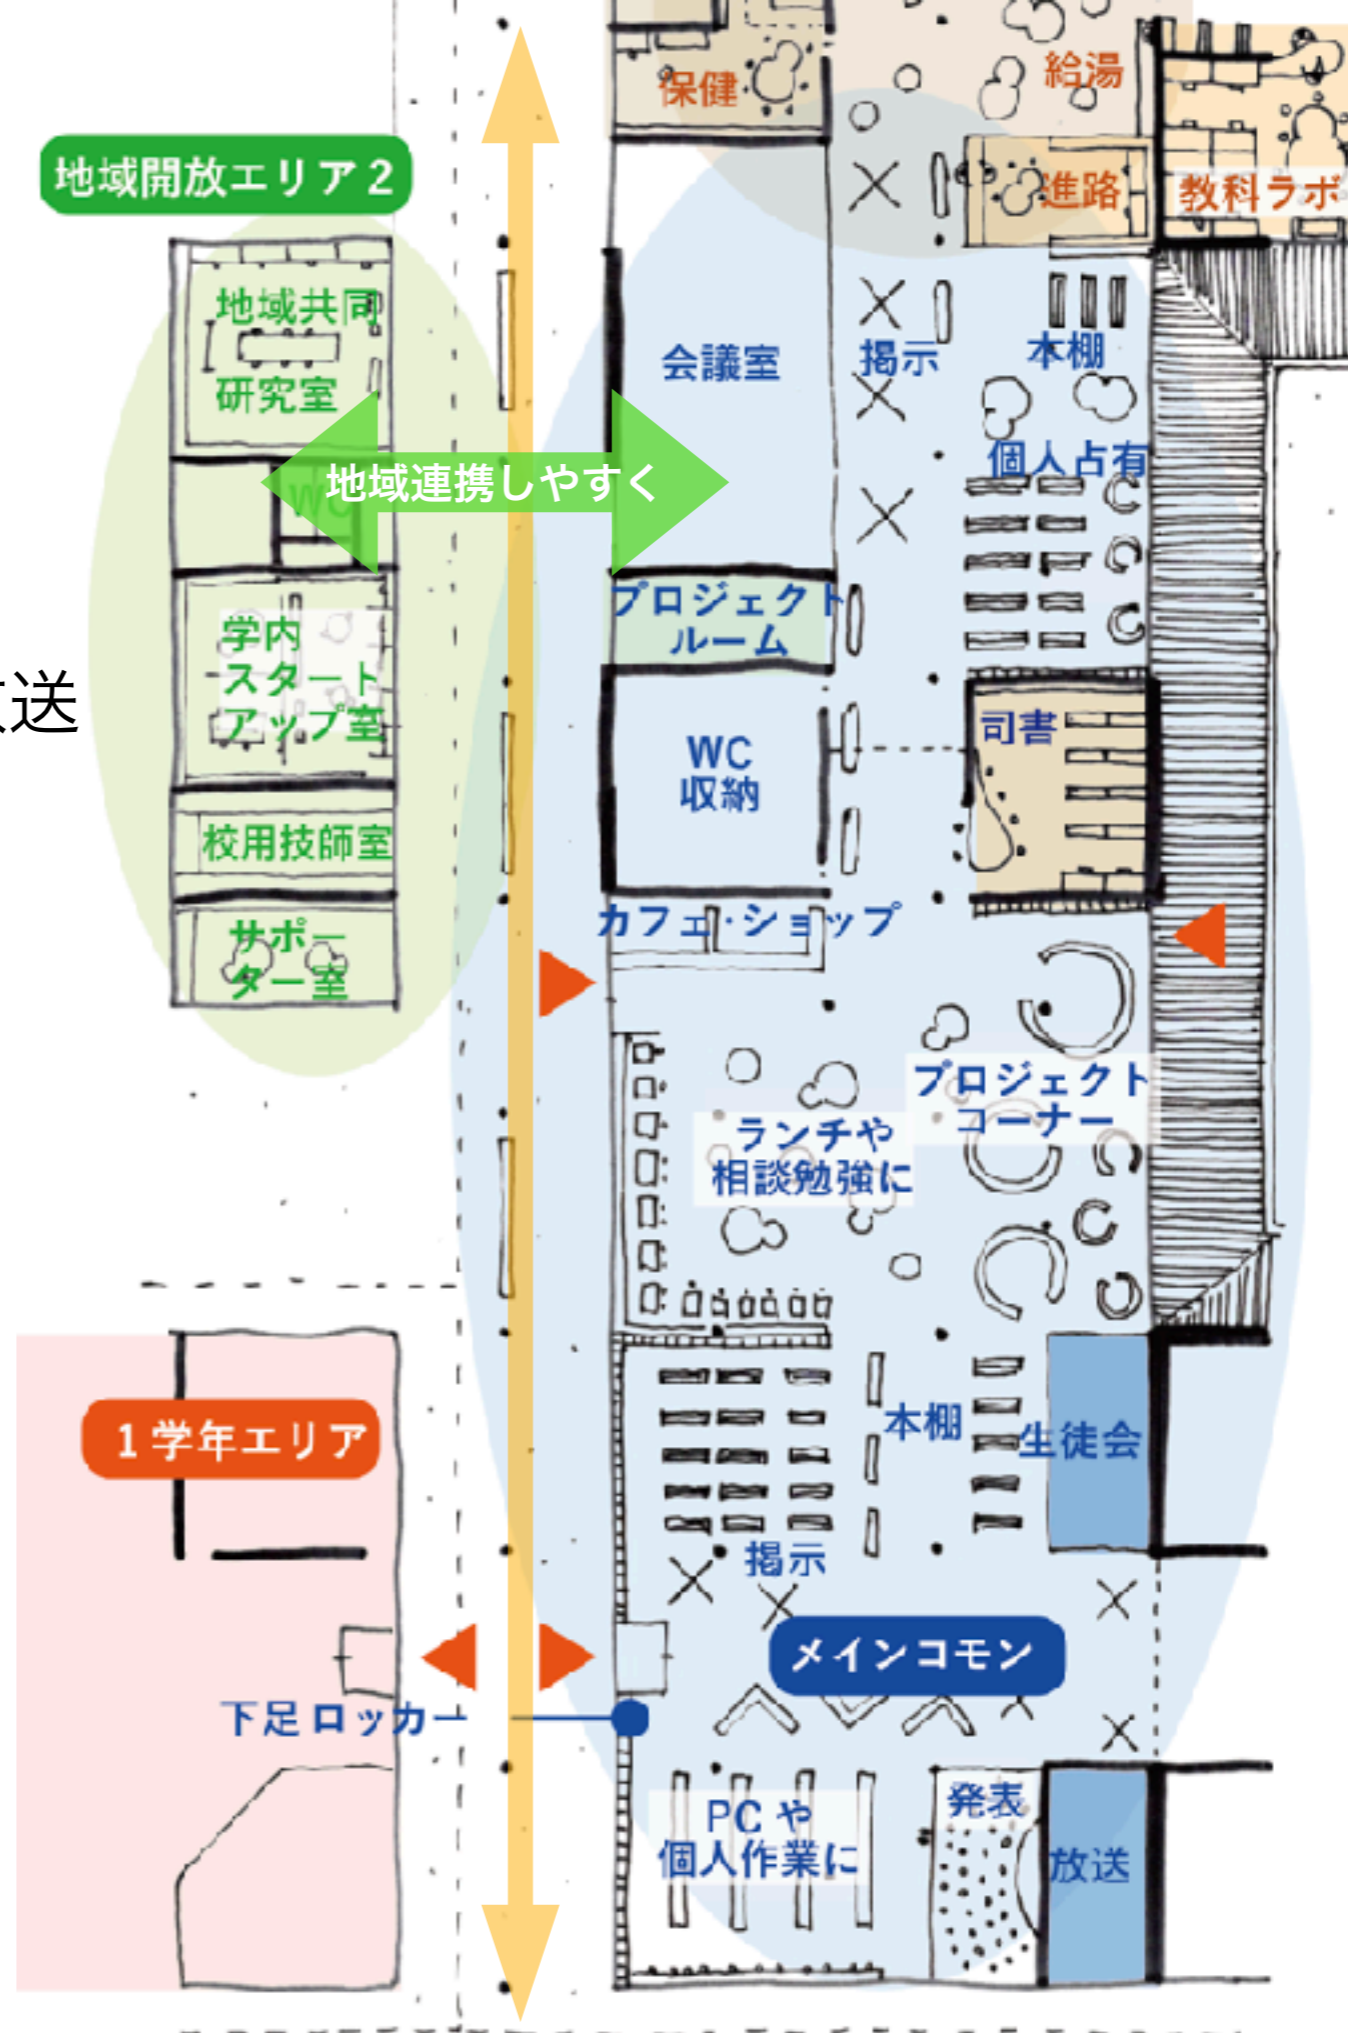 保健
給湯
地域開放エリア2
進路
教科ラボ
地域共同
研究室
会議室
掲示
本棚
個人占有
地域連携しやすく
WC
プロジェクト
ルーム
学内
スタート
アップ室
送
WC
収納
司書
校用技師室
カフェ・ショップ
サポー
ター室
プロジェクト
コーナー
ランチや
相談勉強に
1学年エリア
本棚
生徒会
掲示
メインコモン
下足ロッカー
PCや
個人作業に
発表
放送